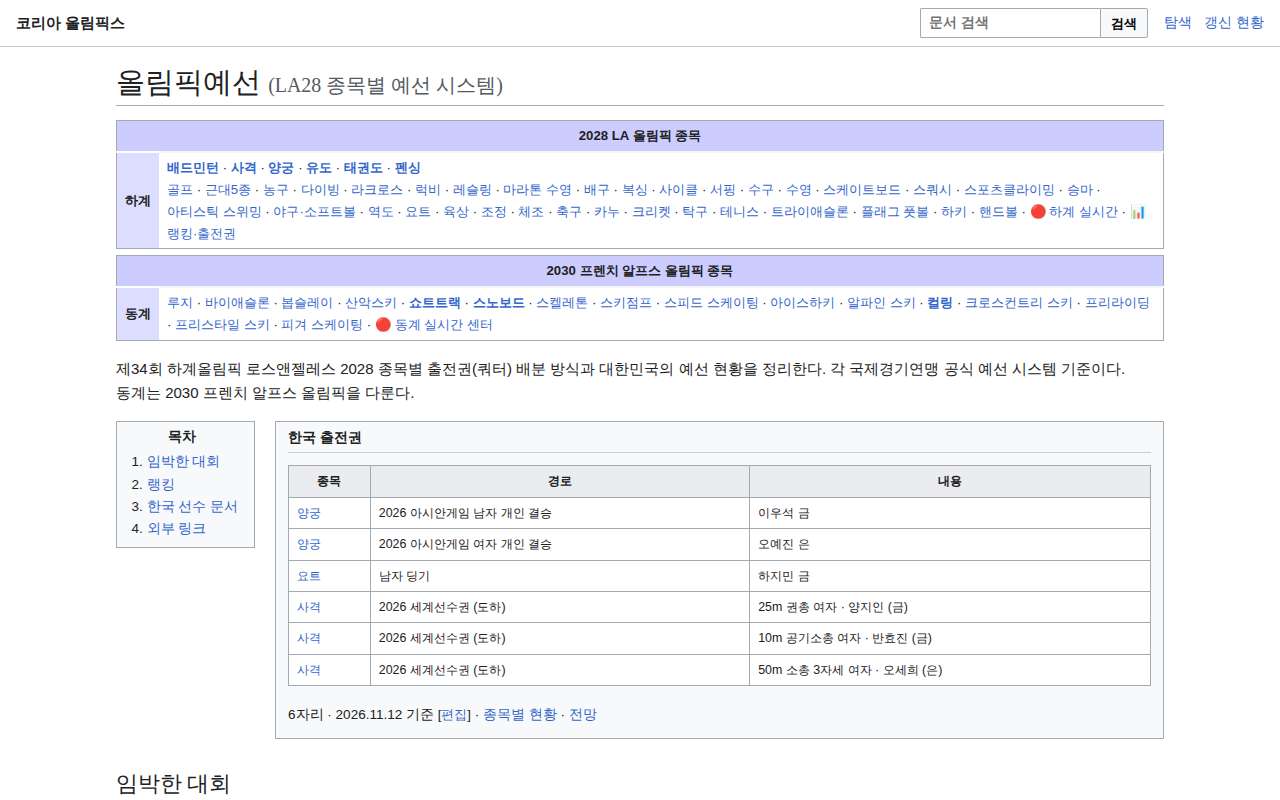 코리아 올림픽스
문서 검색
검색
탐색 갱신 현황
올림픽예선 (LA28 종목별 예선 시스템)
2028 LA 올림픽 종목
하계
배드민턴 · 사격 · 양궁 · 유도 · 태권도 · 펜싱
골프 · 근대5종 · 농구 · 다이빙 · 라크로스 · 럭비 · 레슬링 · 마라톤 수영 · 배구 · 복싱 · 사이클 · 서핑 · 수구 · 수영 · 스케이트보드 · 스쿼시 · 스포츠클라이밍 · 승마 ·
아티스틱 스위밍 · 야구·소프트볼 · 역도 · 요트 · 육상 · 조정 · 체조 · 축구 · 카누 · 크리켓 · 탁구 · 테니스 · 트라이애슬론 · 플래그 풋볼 · 하키 · 핸드볼 · 🔴 하계 실시간 · 📊
랭킹·출전권
2030 프렌치 알프스 올림픽 종목
동계
루지 · 바이애슬론 · 봅슬레이 · 산악스키 · 쇼트트랙 · 스노보드 · 스켈레톤 · 스키점프 · 스피드 스케이팅 · 아이스하키 · 알파인 스키 · 컬링 · 크로스컨트리 스키 · 프리라이딩
· 프리스타일 스키 · 피겨 스케이팅 · 🔴 동계 실시간 센터
제34회 하계올림픽 로스앤젤레스 2028 종목별 출전권(쿼터) 배분 방식과 대한민국의 예선 현황을 정리한다. 각 국제경기연맹 공식 예선 시스템 기준이다.
동계는 2030 프렌치 알프스 올림픽을 다룬다.
목차
1. 임박한 대회
2. 랭킹
3. 한국 선수 문서
4. 외부 링크
한국 출전권
종목 경로 내용
양궁 2026 아시안게임 남자 개인 결승 이우석 금
양궁 2026 아시안게임 여자 개인 결승 오예진 은
요트 남자 딩기 하지민 금
사격 2026 세계선수권 (도하) 25m 권총 여자 · 양지인 (금)
사격 2026 세계선수권 (도하) 10m 공기소총 여자 · 반효진 (금)
사격 2026 세계선수권 (도하) 50m 소총 3자세 여자 · 오세희 (은)
6자리 · 2026.11.12 기준 [편집] · 종목별 현황 · 전망
임박한 대회